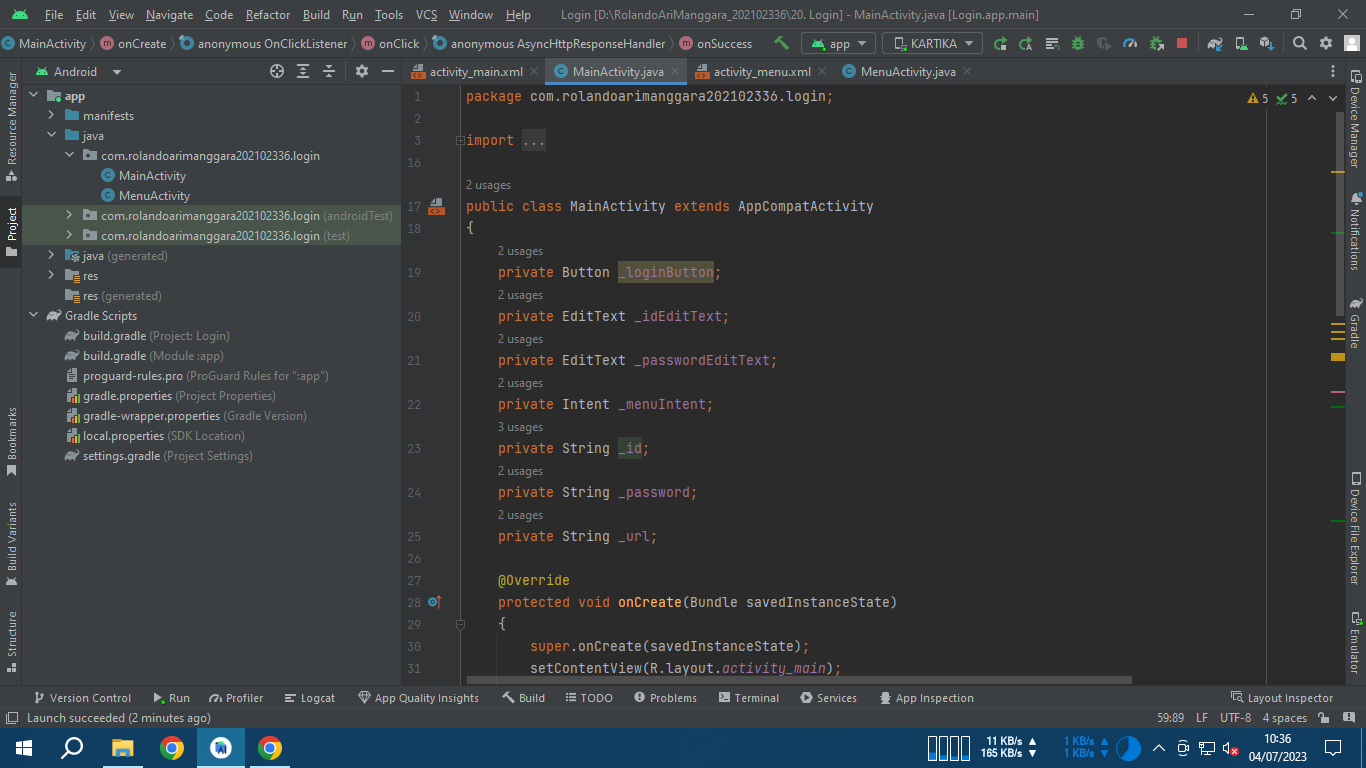 File Edit View Navigate Code Refactor Build Run Tools VCS Window Help Login [D:\RolandoAriManggara_202102336\20. Login] - MainActivity.java [Login.app.main]
MainActivity onCreate anonymous OnClickListener onClick anonymous AsyncHttpResponseHandler onSuccess app KARTIKA
Android
activity_main.xml MainActivity.java activity_menu.xml MenuActivity.java
Resource Manager
Project
Bookmarks
Build Variants
Structure
app
manifests
java
com.rolandoarimanggara202102336.login
MainActivity
MenuActivity
com.rolandoarimanggara202102336.login (androidTest)
com.rolandoarimanggara202102336.login (test)
java (generated)
res
res (generated)
Gradle Scripts
build.gradle (Project: Login)
build.gradle (Module :app)
proguard-rules.pro (ProGuard Rules for ":app")
gradle.properties (Project Properties)
gradle-wrapper.properties (Gradle Version)
local.properties (SDK Location)
settings.gradle (Project Settings)
1 package com.rolandoarimanggara202102336.login;
5 5
2
3 import ...
16
2 usages
17 public class MainActivity extends AppCompatActivity
18 {
2 usages
19 private Button _loginButton;
2 usages
20 private EditText _idEditText;
2 usages
21 private EditText _passwordEditText;
2 usages
22 private Intent _menuIntent;
3 usages
23 private String _id;
2 usages
24 private String _password;
2 usages
25 private String _url;
26
27 @Override
28 protected void onCreate(Bundle savedInstanceState)
29 {
30 super.onCreate(savedInstanceState);
31 setContentView(R.layout.activity_main);
Device Manager
Notifications
Gradle
Device File Explorer
Emulator
Version Control Run Profiler Logcat App Quality Insights Build TODO Problems Terminal Services App Inspection Layout Inspector
Launch succeeded (2 minutes ago) 59:89 LF UTF-8 4 spaces
11 KB/s 1 KB/s 10:36
165 KB/s 1 KB/s 04/07/2023